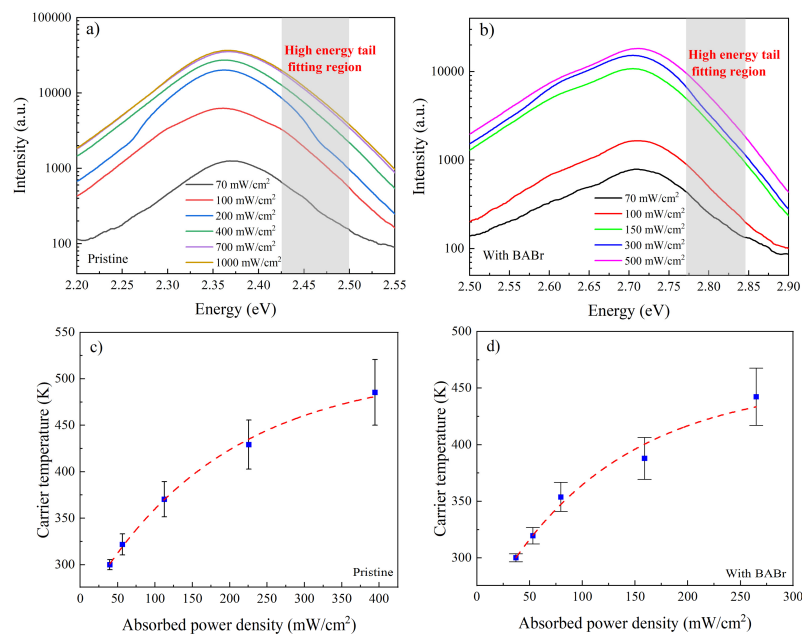 a)
High energy tail
fitting region
100000
10000
1000
100
Intensity (a.u.)
70 mW/cm²
100 mW/cm²
200 mW/cm²
400 mW/cm²
700 mW/cm²
1000 mW/cm²
Pristine
2.20 2.25 2.30 2.35 2.40 2.45 2.50 2.55
Energy (eV)
b)
High energy tail
fitting region
10000
1000
100
Intensity (a.u.)
70 mW/cm²
100 mW/cm²
150 mW/cm²
300 mW/cm²
500 mW/cm²
With BABr
2.50 2.55 2.60 2.65 2.70 2.75 2.80 2.85 2.90
Energy (eV)
c)
550
525
500
475
450
425
400
375
350
325
300
Carrier temperature (K)
Pristine
0 50 100 150 200 250 300 350 400
Absorbed power density (mW/cm²)
d)
500
450
400
350
300
Carrier temperature (K)
With BABr
0 50 100 150 200 250 300
Absorbed power density (mW/cm²)